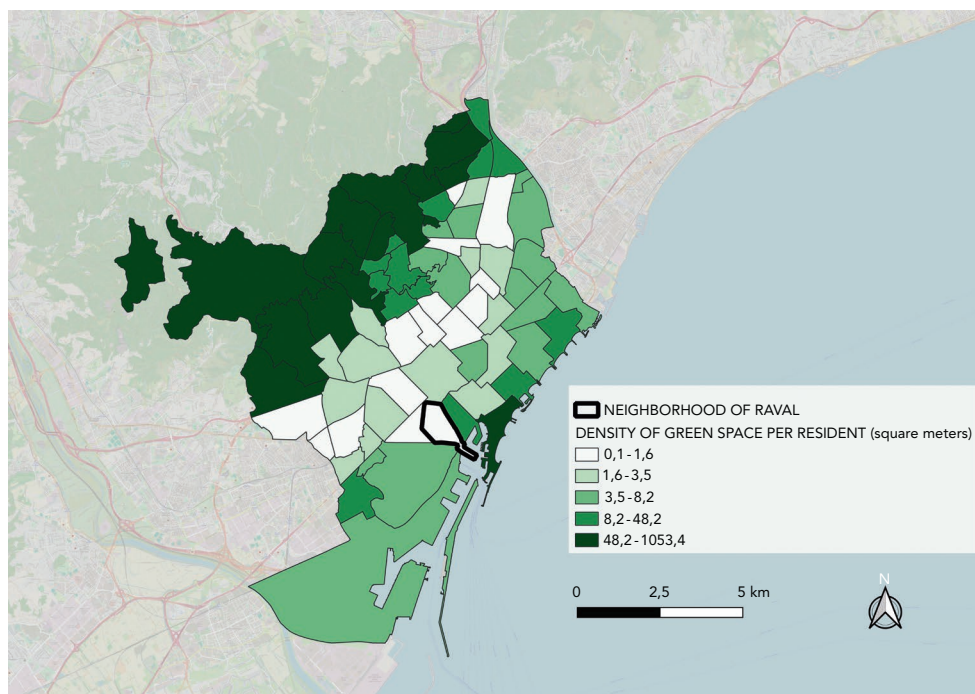 NEIGHBORHOOD OF RAVAL
DENSITY OF GREEN SPACE PER RESIDENT (square meters)
0,1 - 1,6
1,6 - 3,5
3,5 - 8,2
8,2 - 48,2
48,2 - 1053,4
0 2,5 5 km
N